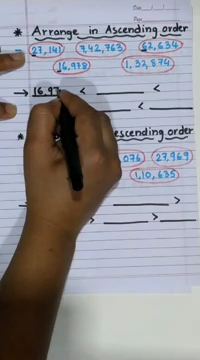 * Arrange in Ascending order
27,141 7,42,763 62,634
16,978 1,32,874
→ 16,97 < <
<
* escending order
076 27,969
1,10,635
>
> >